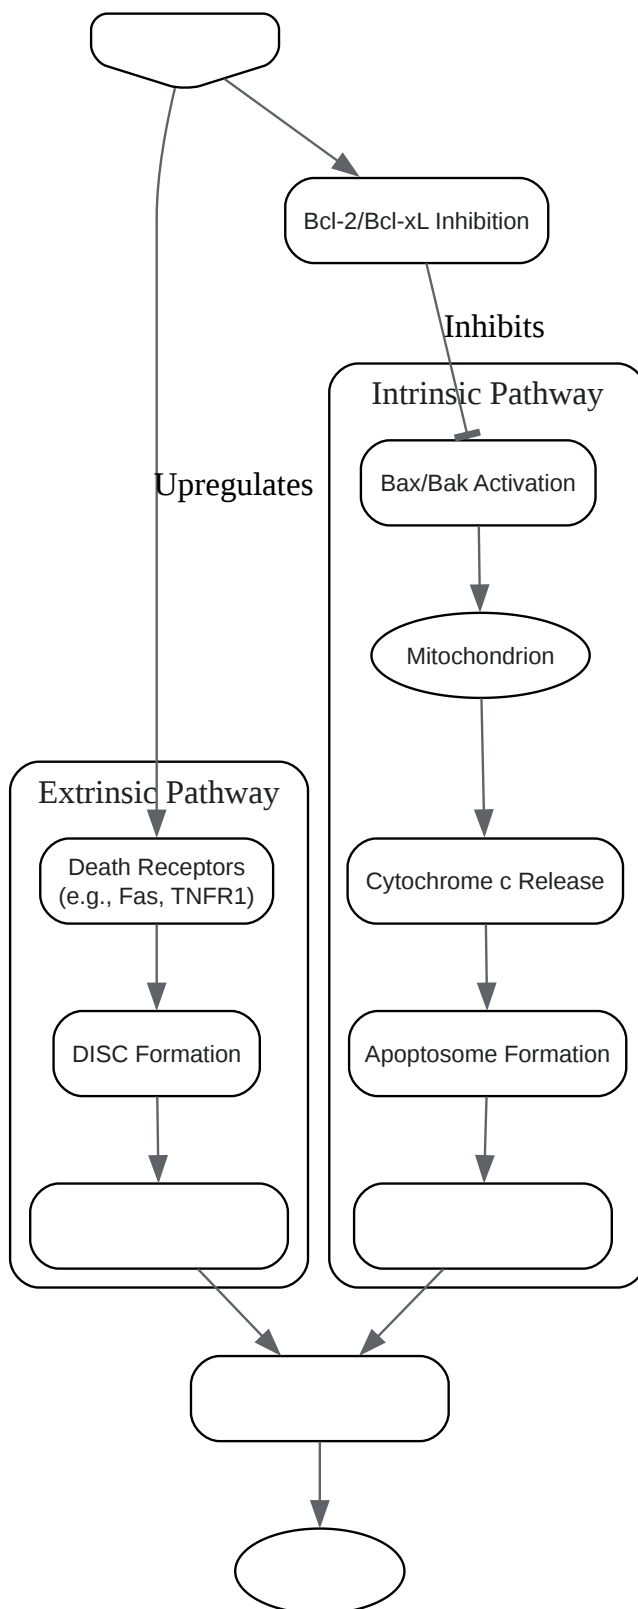 Bcl-2/Bcl-xL Inhibition
Inhibits
Intrinsic Pathway
Bax/Bak Activation
Upregulates
Mitochondrion
Extrinsic Pathway
Death Receptors
(e.g., Fas, TNFR1)
Cytochrome c Release
DISC Formation
Apoptosome Formation